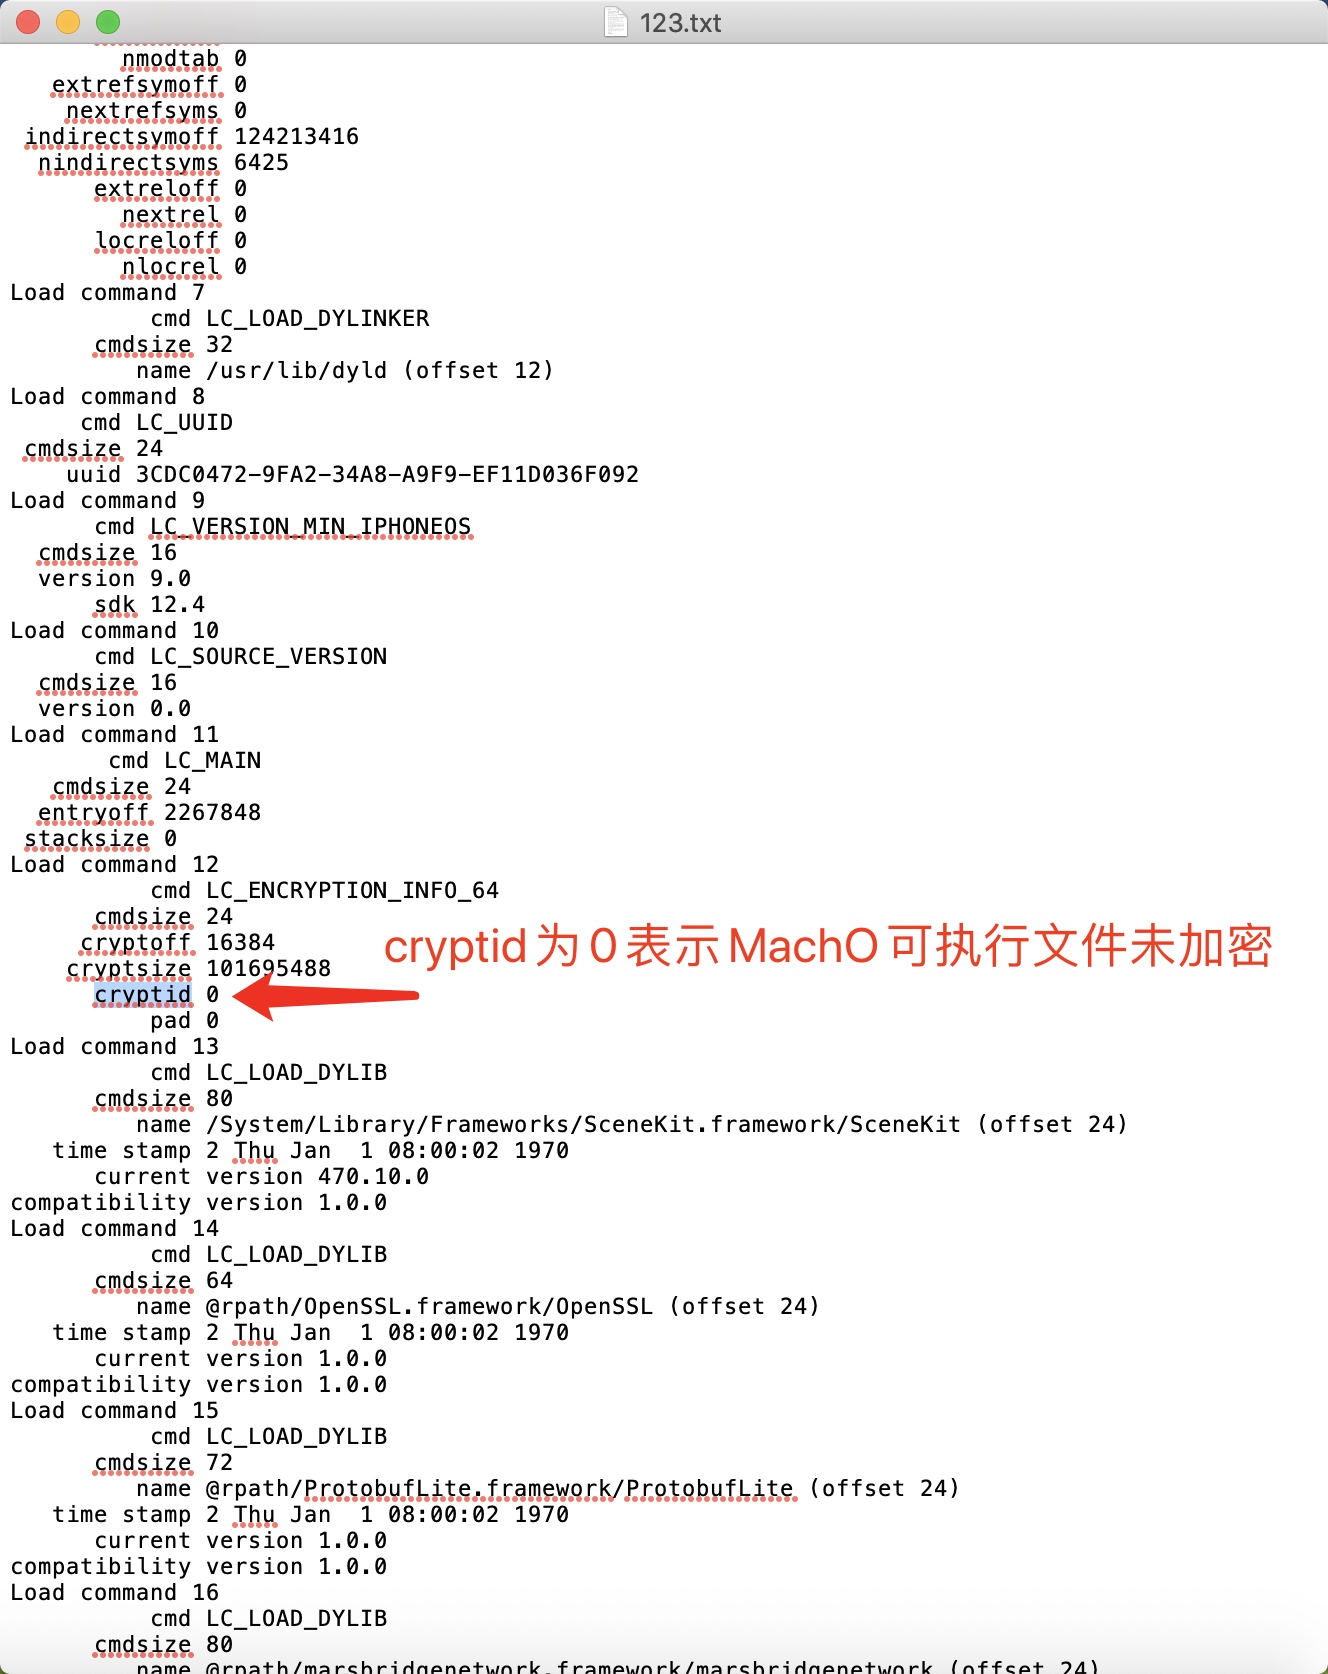 123.txt
nmodtab 0
extrefsymoff 0
nextrefsyms 0
indirectsymoff 124213416
nindirectsyms 6425
extreloff 0
nextrel 0
locreloff 0
nlocrel 0
Load command 7
cmd LC_LOAD_DYLINKER
cmdsize 32
name /usr/lib/dyld (offset 12)
Load command 8
cmd LC_UUID
cmdsize 24
uuid 3CDC0472-9FA2-34A8-A9F9-EF11D036F092
Load command 9
cmd LC_VERSION_MIN_IPHONEOS
cmdsize 16
version 9.0
sdk 12.4
Load command 10
cmd LC_SOURCE_VERSION
cmdsize 16
version 0.0
Load command 11
cmd LC_MAIN
cmdsize 24
entryoff 2267848
stacksize 0
Load command 12
cmd LC_ENCRYPTION_INFO_64
cmdsize 24
cryptoff 16384
cryptid为0表示MachO可执行文件未加密
cryptsize 101695488
cryptid 0
pad 0
Load command 13
cmd LC_LOAD_DYLIB
cmdsize 80
name /System/Library/Frameworks/SceneKit.framework/SceneKit (offset 24)
time stamp 2 Thu Jan  1 08:00:02 1970
current version 470.10.0
compatibility version 1.0.0
Load command 14
cmd LC_LOAD_DYLIB
cmdsize 64
name @rpath/OpenSSL.framework/OpenSSL (offset 24)
time stamp 2 Thu Jan  1 08:00:02 1970
current version 1.0.0
compatibility version 1.0.0
Load command 15
cmd LC_LOAD_DYLIB
cmdsize 72
name @rpath/ProtobufLite.framework/ProtobufLite (offset 24)
time stamp 2 Thu Jan  1 08:00:02 1970
current version 1.0.0
compatibility version 1.0.0
Load command 16
cmd LC_LOAD_DYLIB
cmdsize 80
name @rpath/marsbridgenetwork.framework/marsbridgenetwork (offset 24)